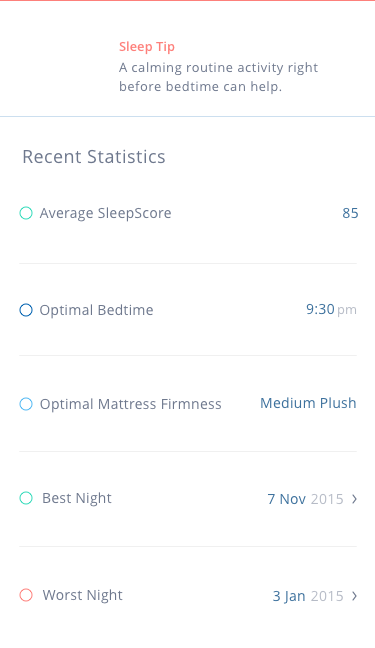 Sleep Tip
A calming routine activity right
before bedtime can help.
Recent Statistics
Average SleepScore 85
Optimal Bedtime 9:30 pm
Optimal Mattress Firmness Medium Plush
Best Night 7 Nov 2015 >
Worst Night 3 Jan 2015 >